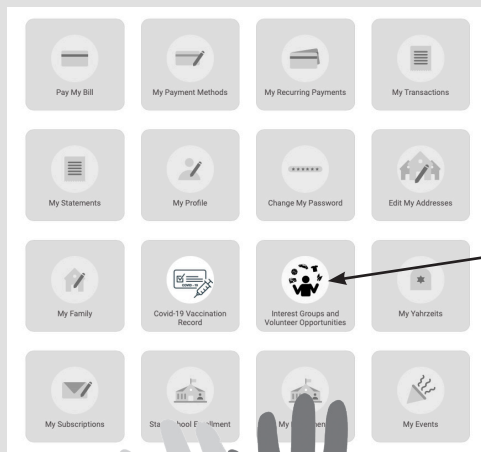 Pay My Bill
My Payment Methods
My Recurring Payments
My Transactions
My Statements
My Profile
Change My Password
Edit My Addresses
My Family
COVID - 19
Covid-19 Vaccination
Record
Interest Groups and
Volunteer Opportunities
My Yahrzeits
My Subscriptions
My Events